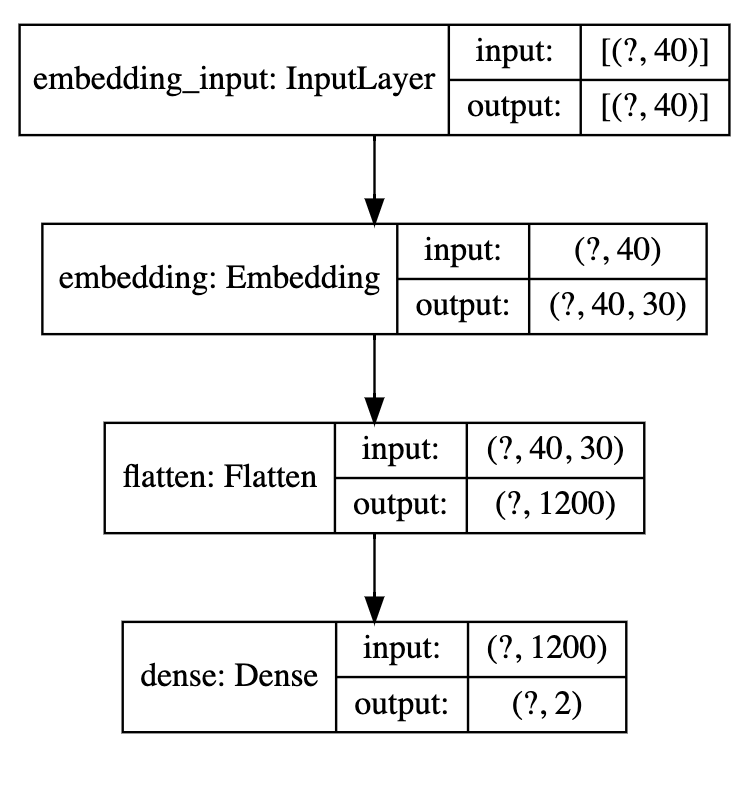 embedding_input: InputLayer
input: [(?, 40)]
output: [(?, 40)]
embedding: Embedding
input: (?, 40)
output: (?, 40, 30)
flatten: Flatten
input: (?, 40, 30)
output: (?, 1200)
dense: Dense
input: (?, 1200)
output: (?, 2)